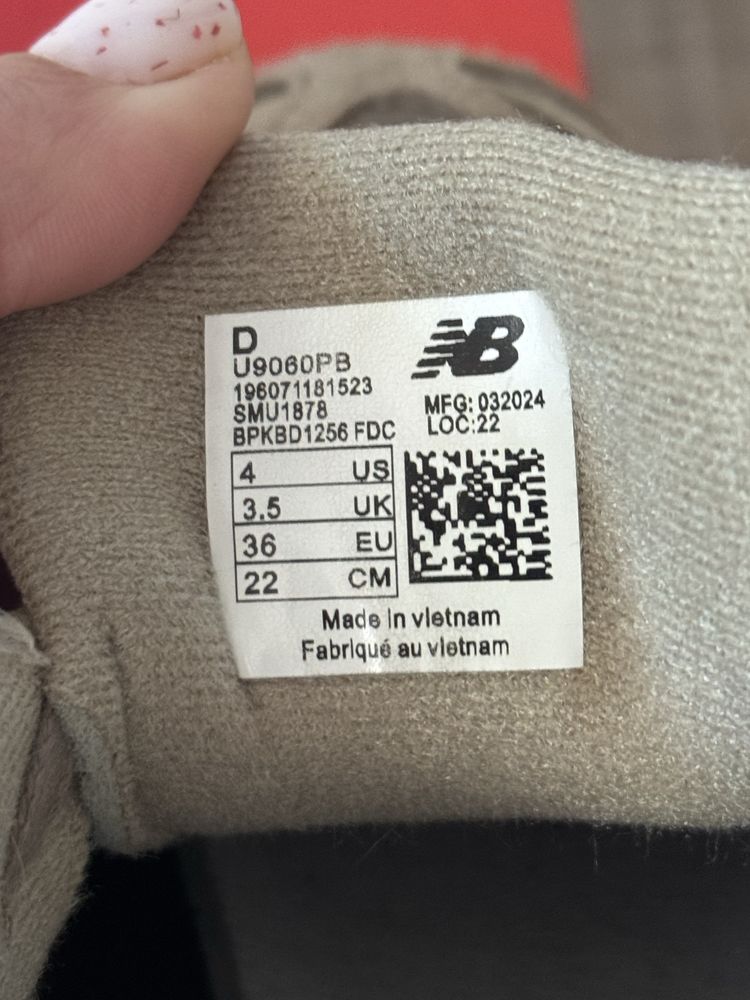 D
U9060PB
196071181523
SMU1878
BPKBD1256 FDC
NB
MFG: 032024
LOC:22
4 US
3.5 UK
36 EU
22 CM
Made in vietnam
Fabriqué au vietnam